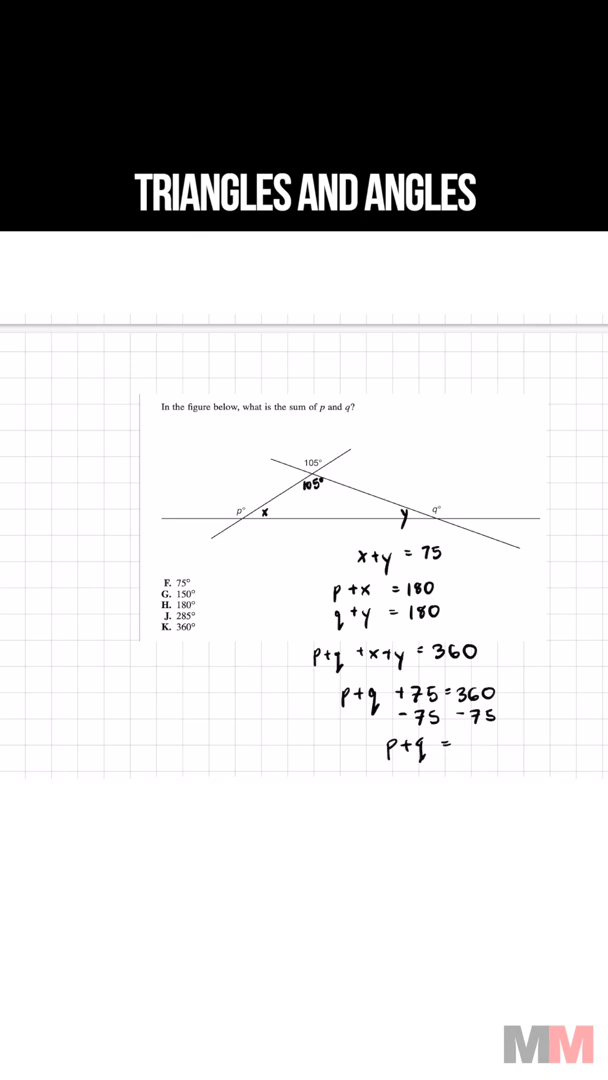 TRIANGLES AND ANGLES
In the figure below, what is the sum of p and q?
105°
105°
p° x y q°
x+y = 75
F. 75°
G. 150°
H. 180°
J. 285°
K. 360°
p+x = 180
q+y = 180
p+q+x+y = 360
p+q +75=360
-75 -75
p+q =
MM